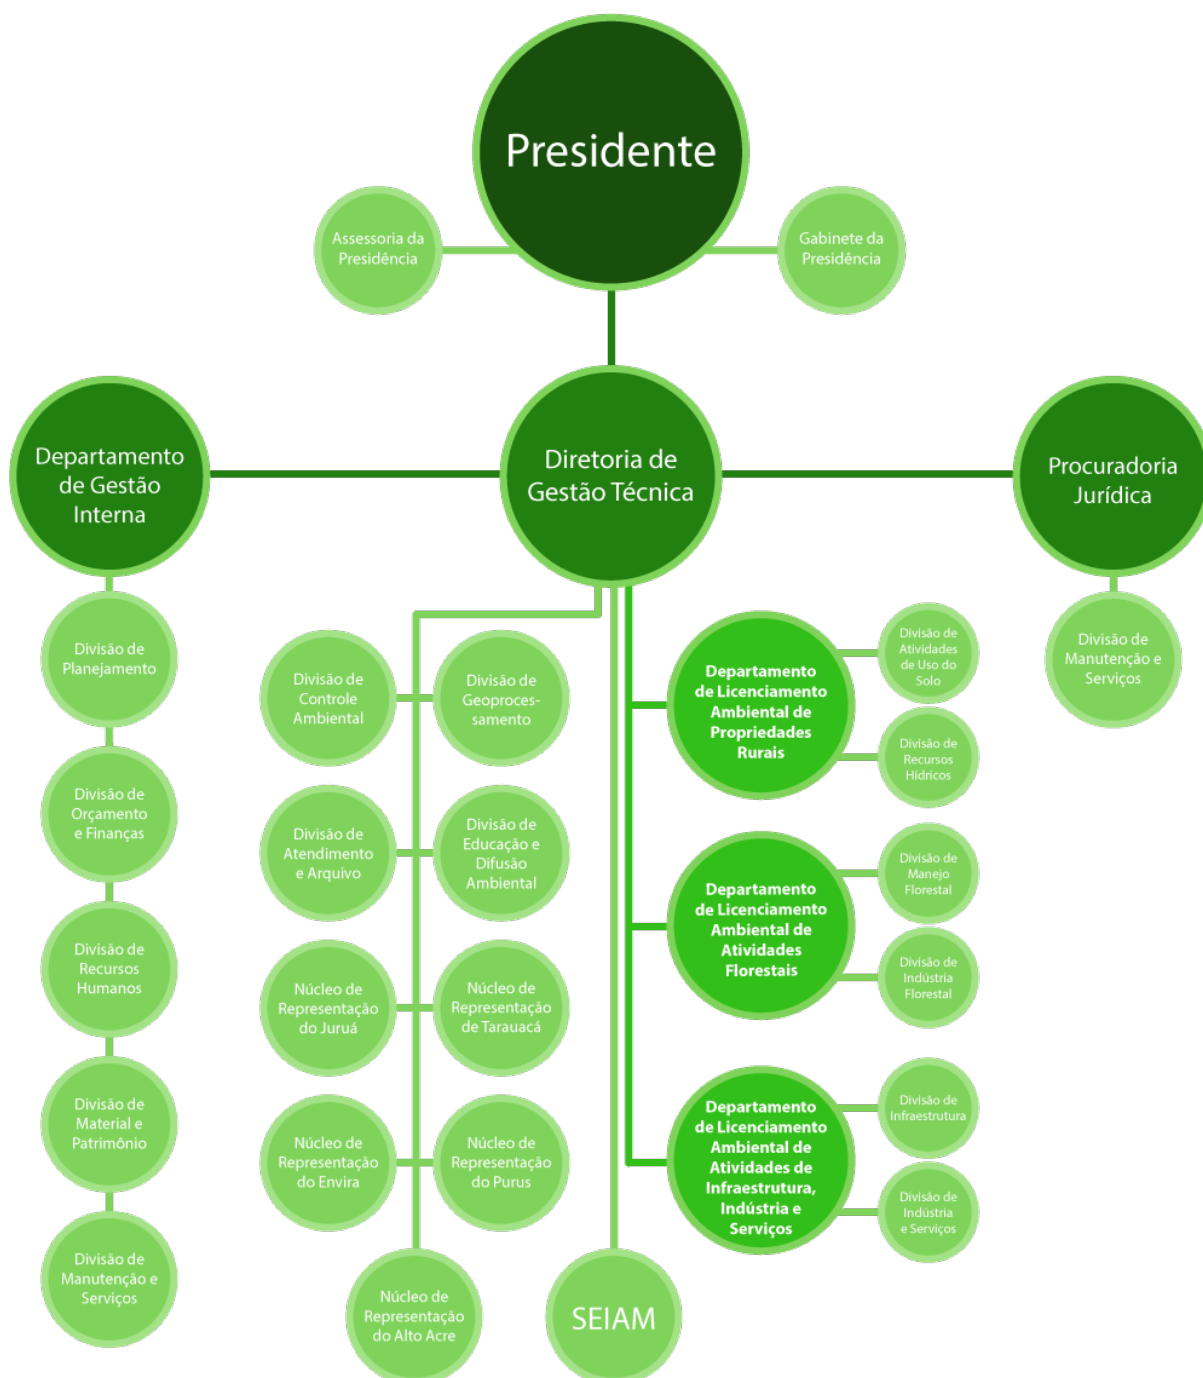 Presidente
Assessoria da
Presidência
Gabinete da
Presidência
Departamento
de Gestão
Interna
Diretoria de
Gestão Técnica
Procuradoria
Jurídica
Divisão de
Planejamento
Divisão de
Orçamento
e Finanças
Divisão de
Recursos
Humanos
Divisão de
Material e
Patrimônio
Divisão de
Manutenção e
Serviços
Divisão de
Controle
Ambiental
Divisão de
Geoproces-
samento
Divisão de
Atendimento
e Arquivo
Divisão de
Educação e
Difusão
Ambiental
Núcleo de
Representação
do Juruá
Núcleo de
Representação
de Tarauacá
Núcleo de
Representação
do Envira
Núcleo de
Representação
do Purus
Núcleo de
Representação
do Alto Acre
SEIAM
Departamento
de Licenciamento
Ambiental de
Propriedades
Rurais
Divisão de
Atividades
de Uso do
Solo
Divisão de
Recursos
Hídricos
Departamento
de Licenciamento
Ambiental de
Atividades
Florestais
Divisão de
Manejo
Florestal
Divisão de
Indústria
Florestal
Departamento
de Licenciamento
Ambiental de
Atividades de
Infraestrutura,
Indústria e
Serviços
Divisão de
Infraestrutura
Divisão de
Indústria
e Serviços
Divisão de
Manutenção e
Serviços